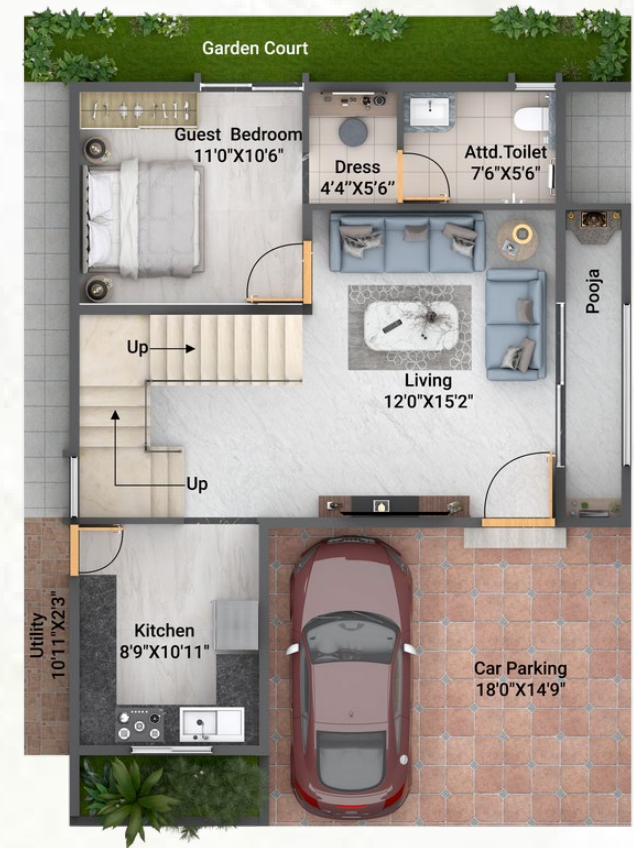 Garden Court
Guest Bedroom
11'0"X10'6"
Dress
4'4"X5'6"
Attd.Toilet
7'6"X5'6"
Pooja
Up
Living
12'0"X15'2"
Up
Utility
10'11"X2'3"
Kitchen
8'9"X10'11"
Car Parking
18'0"X14'9"